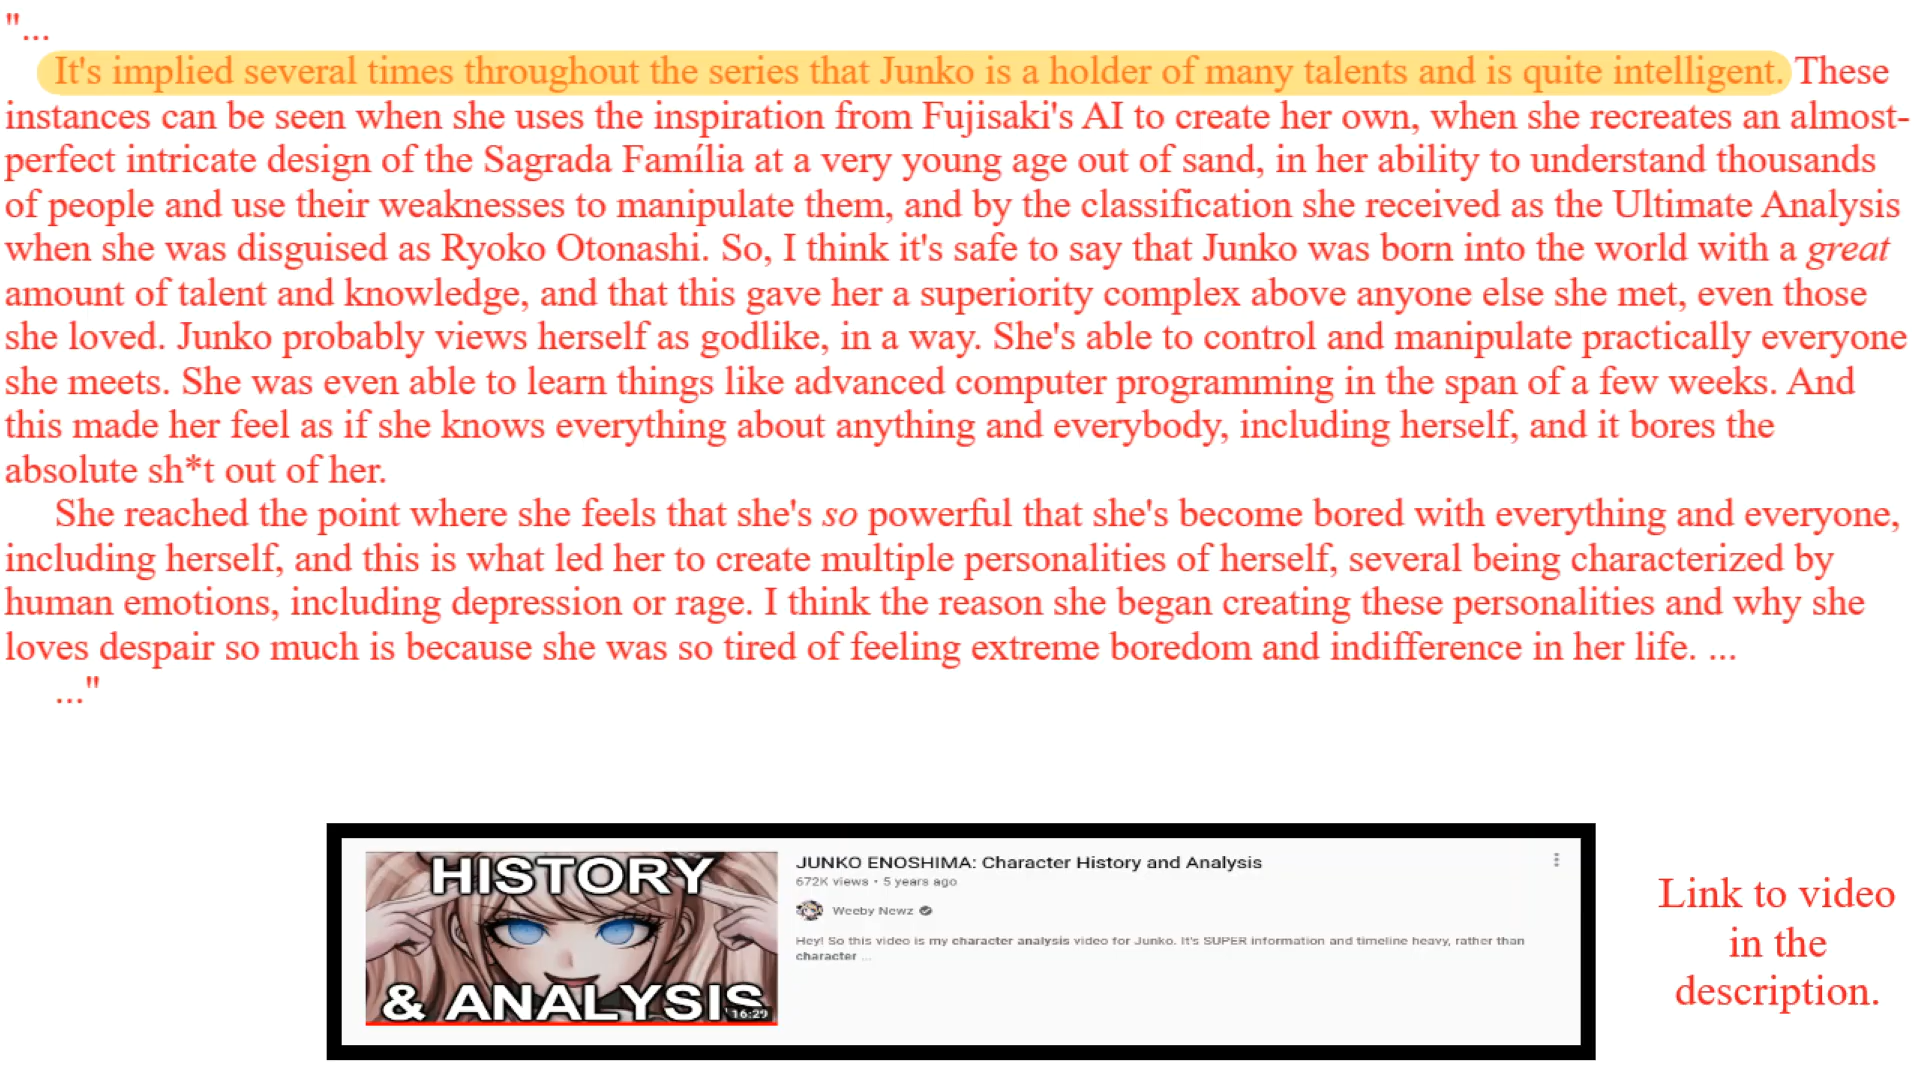 "...
It's implied several times throughout the series that Junko is a holder of many talents and is quite intelligent. These
instances can be seen when she uses the inspiration from Fujisaki's AI to create her own, when she recreates an almost-
perfect intricate design of the Sagrada Família at a very young age out of sand, in her ability to understand thousands
of people and use their weaknesses to manipulate them, and by the classification she received as the Ultimate Analysis
when she was disguised as Ryoko Otonashi. So, I think it's safe to say that Junko was born into the world with a great
amount of talent and knowledge, and that this gave her a superiority complex above anyone else she met, even those
she loved. Junko probably views herself as godlike, in a way. She's able to control and manipulate practically everyone
she meets. She was even able to learn things like advanced computer programming in the span of a few weeks. And
this made her feel as if she knows everything about anything and everybody, including herself, and it bores the
absolute sh*t out of her.
She reached the point where she feels that she's so powerful that she's become bored with everything and everyone,
including herself, and this is what led her to create multiple personalities of herself, several being characterized by
human emotions, including depression or rage. I think the reason she began creating these personalities and why she
loves despair so much is because she was so tired of feeling extreme boredom and indifference in her life. ...
..."
HISTORY
& ANALYSIS
16:29
JUNKO ENOSHIMA: Character History and Analysis
672K views • 5 years ago
Weeby Newz
Hey! So this video is my character analysis video for Junko. It's SUPER information and timeline heavy, rather than
character ...
Link to video
in the
description.